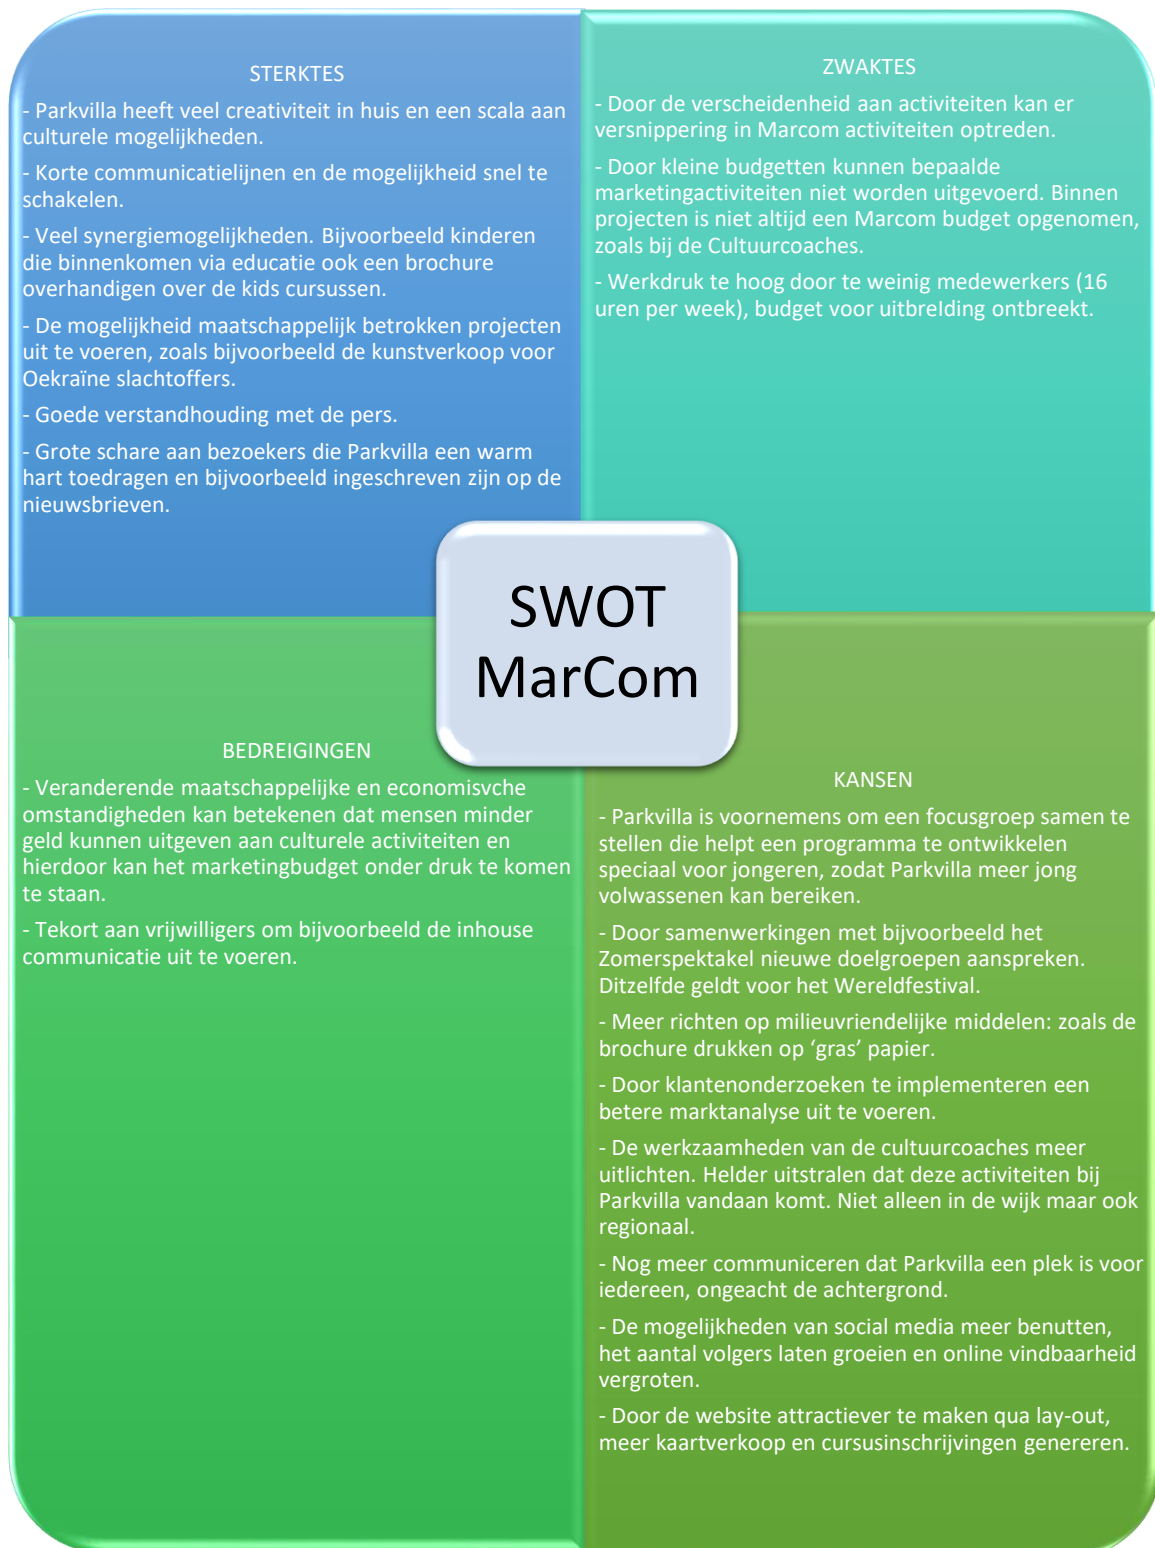 STERKTES
- Parkvilla heeft veel creativiteit in huis en een scala aan
culturele mogelijkheden.
- Korte communicatielijnen en de mogelijkheid snel te
schakelen.
- Veel synergiemogelijkheden. Bijvoorbeeld kinderen
die binnenkomen via educatie ook een brochure
overhandigen over de kids cursussen.
- De mogelijkheid maatschappelijk betrokken projecten
uit te voeren, zoals bijvoorbeeld de kunstverkoop voor
Oekraïne slachtoffers.
- Goede verstandhouding met de pers.
- Grote schare aan bezoekers die Parkvilla een warm
hart toedragen en bijvoorbeeld ingeschreven zijn op de
nieuwsbrieven.
ZWAKTES
- Door de verscheidenheid aan activiteiten kan er
versnippering in Marcom activiteiten optreden.
- Door kleine budgetten kunnen bepaalde
marketingactiviteiten niet worden uitgevoerd. Binnen
projecten is niet altijd een Marcom budget opgenomen,
zoals bij de Cultuurcoaches.
- Werkdruk te hoog door te weinig medewerkers (16
uren per week), budget voor uitbreIding ontbreekt.
SWOT
MarCom
BEDREIGINGEN
- Veranderende maatschappelijke en economisvche
omstandigheden kan betekenen dat mensen minder
geld kunnen uitgeven aan culturele activiteiten en
hierdoor kan het marketingbudget onder druk te komen
te staan.
- Tekort aan vrijwilligers om bijvoorbeeld de inhouse
communicatie uit te voeren.
KANSEN
- Parkvilla is voornemens om een focusgroep samen te
stellen die helpt een programma te ontwikkelen
speciaal voor jongeren, zodat Parkvilla meer jong
volwassenen kan bereiken.
- Door samenwerkingen met bijvoorbeeld het
Zomerspektakel nieuwe doelgroepen aanspreken.
Ditzelfde geldt voor het Wereldfestival.
- Meer richten op milieuvriendelijke middelen: zoals de
brochure drukken op ‘gras’ papier.
- Door klantenonderzoeken te implementeren een
betere marktanalyse uit te voeren.
- De werkzaamheden van de cultuurcoaches meer
uitlichten. Helder uitstralen dat deze activiteiten bij
Parkvilla vandaan komt. Niet alleen in de wijk maar ook
regionaal.
- Nog meer communiceren dat Parkvilla een plek is voor
iedereen, ongeacht de achtergrond.
- De mogelijkheden van social media meer benutten,
het aantal volgers laten groeien en online vindbaarheid
vergroten.
- Door de website attractiever te maken qua lay-out,
meer kaartverkoop en cursusinschrijvingen genereren.